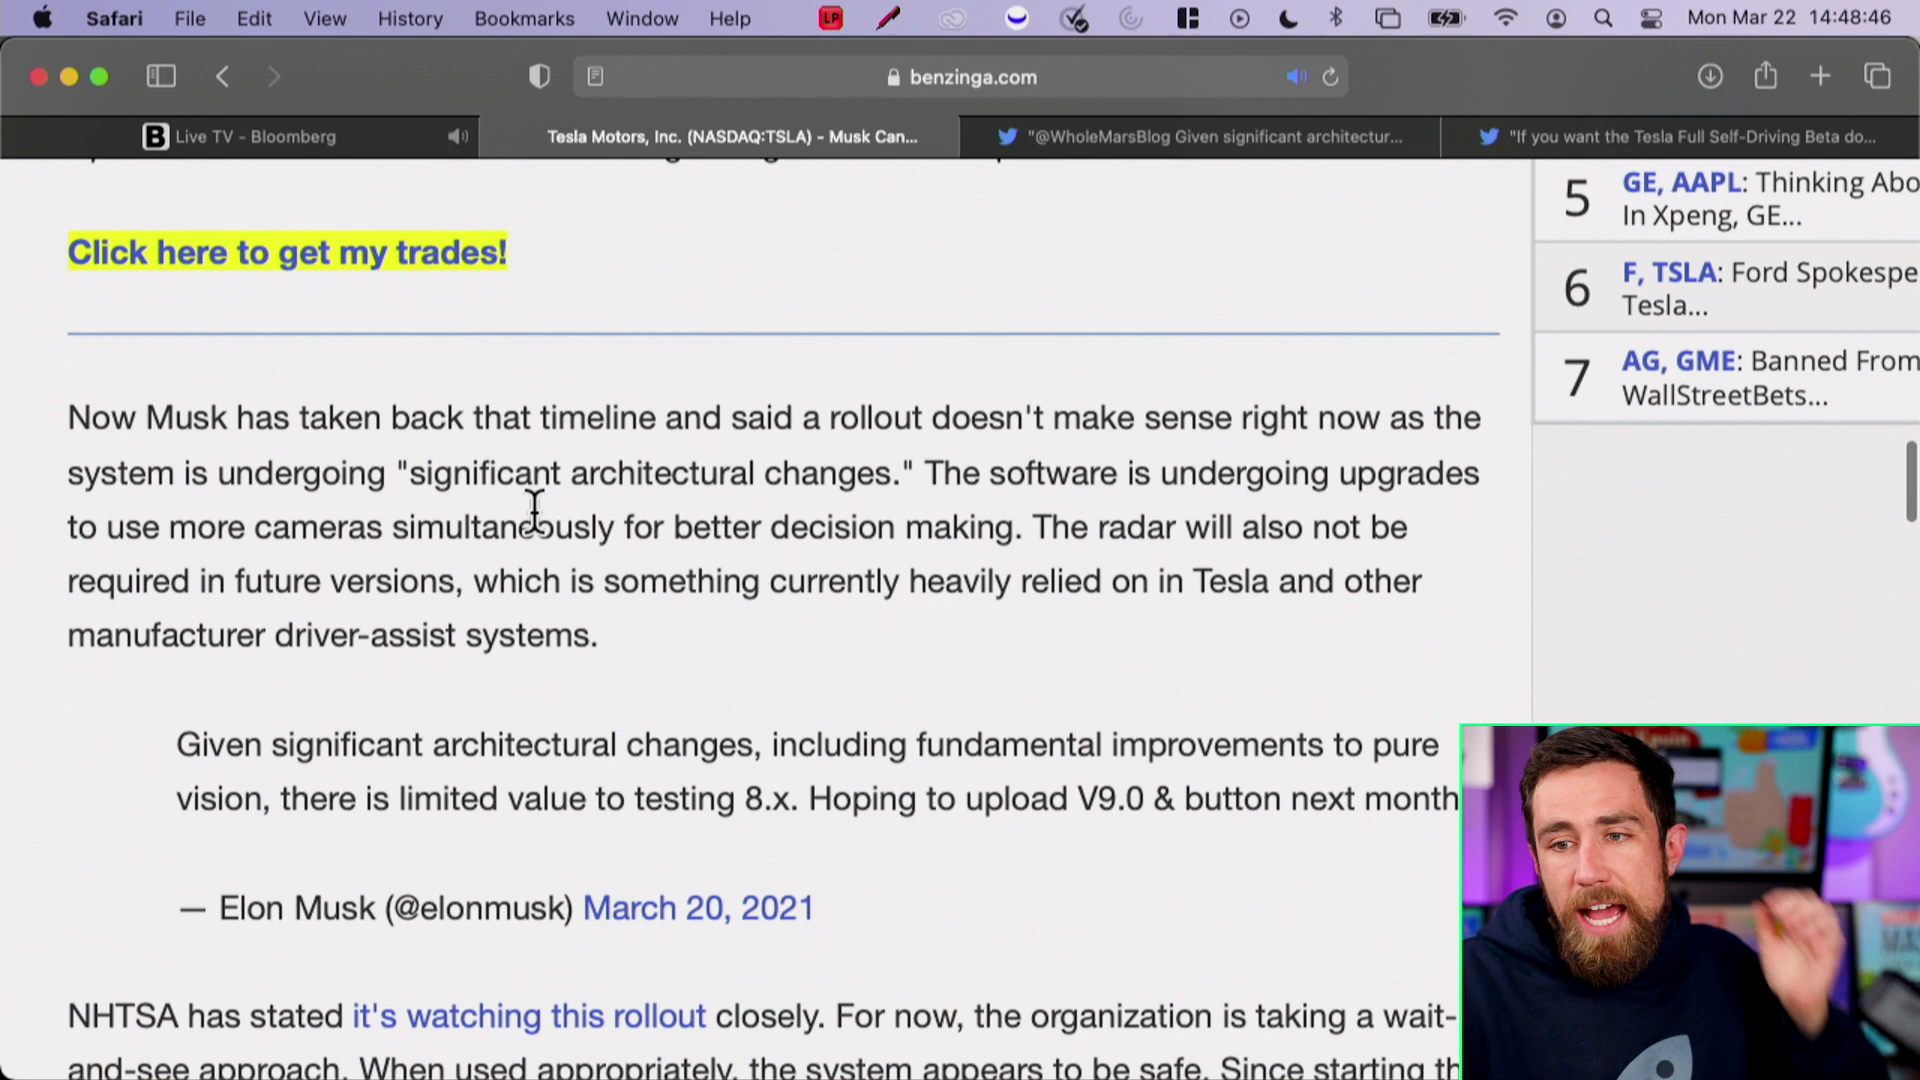 Safari File Edit View History Bookmarks Window Help LP Mon Mar 22 14:48:46
benzinga.com
B Live TV - Bloomberg
Tesla Motors, Inc. (NASDAQ:TSLA) - Musk Can...
"@WholeMarsBlog Given significant architectur...
"If you want the Tesla Full Self-Driving Beta do...
Click here to get my trades!
Now Musk has taken back that timeline and said a rollout doesn't make sense right now as the
system is undergoing "significant architectural changes." The software is undergoing upgrades
to use more cameras simultaneously for better decision making. The radar will also not be
required in future versions, which is something currently heavily relied on in Tesla and other
manufacturer driver-assist systems.
Given significant architectural changes, including fundamental improvements to pure
vision, there is limited value to testing 8.x. Hoping to upload V9.0 & button next month
— Elon Musk (@elonmusk) March 20, 2021
NHTSA has stated it's watching this rollout closely. For now, the organization is taking a wait-
and-see approach. When used appropriately, the system appears to be safe. Since starting th
5 GE, AAPL: Thinking Abo
In Xpeng, GE...
6 F, TSLA: Ford Spokespe
Tesla...
7 AG, GME: Banned From
WallStreetBets...